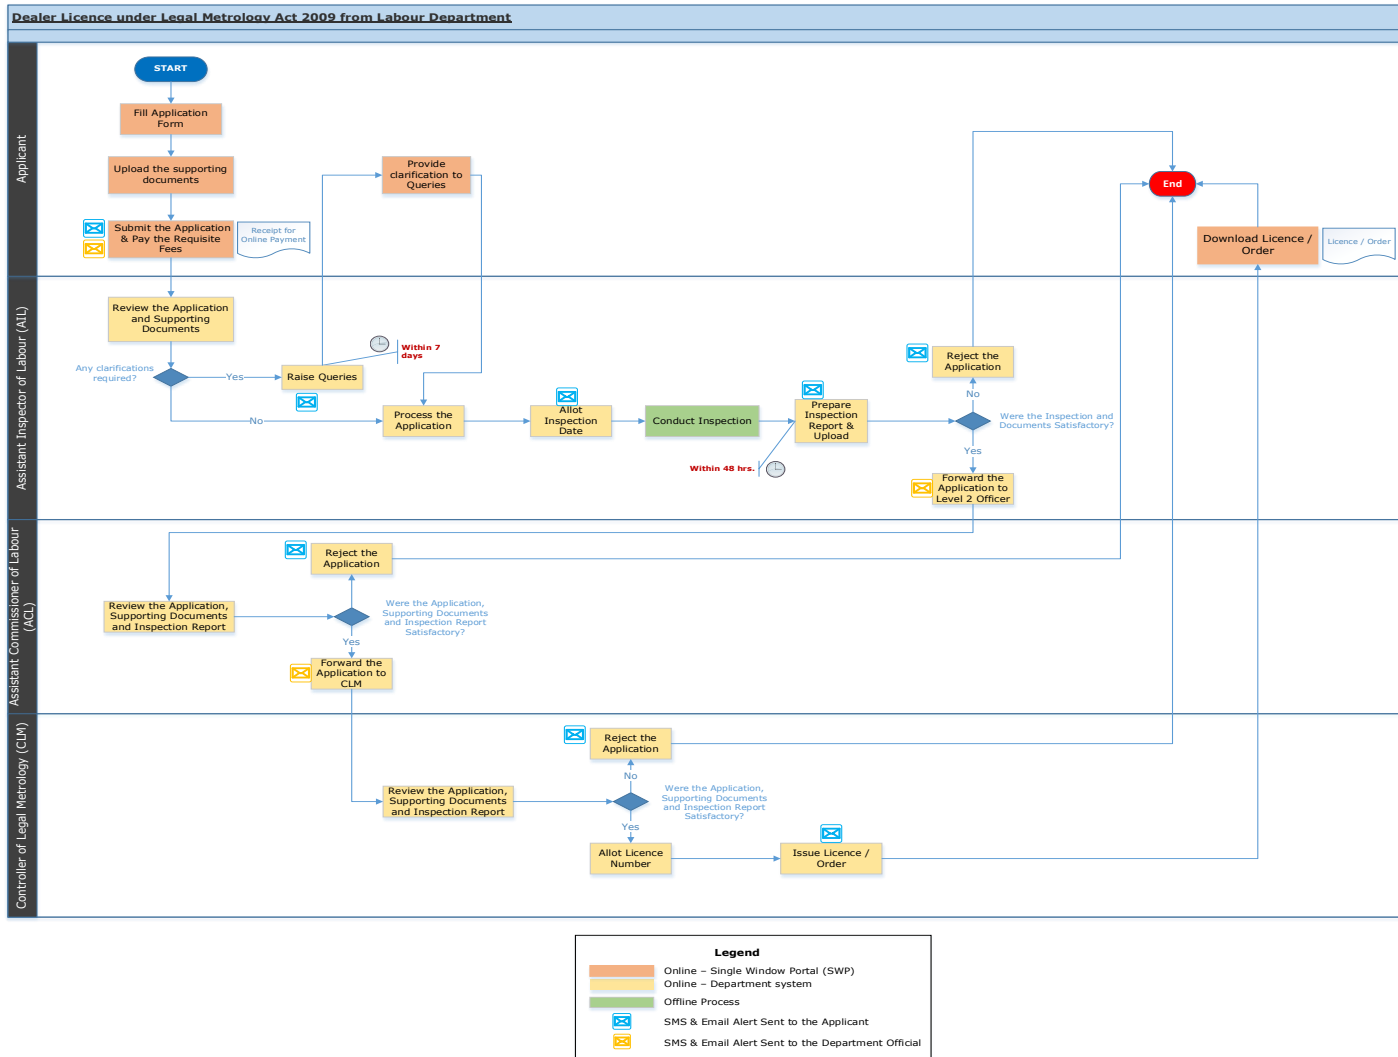 Dealer Licence under Legal Metrology Act 2009 from Labour Department
Applicant
START
Fill Application
Form
Upload the supporting
documents
Submit the Application
& Pay the Requisite
Fees
Receipt for
Online Payment
Provide
clarification to
Queries
End
Download Licence /
Order
Licence / Order
Assistant Inspector of Labour (AIL)
Review the Application
and Supporting
Documents
Any clarifications
required?
Yes
Raise Queries
Within 7
days
No
Process the
Application
Allot
Inspection
Date
Conduct Inspection
Prepare
Inspection
Report &
Upload
Within 48 hrs.
Reject the
Application
No
Were the Inspection and
Documents Satisfactory?
Yes
Forward the
Application to
Level 2 Officer
Assistant Commissioner of Labour
(ACL)
Reject the
Application
Review the Application,
Supporting Documents
and Inspection Report
Were the Application,
Supporting Documents
and Inspection Report
Satisfactory?
Yes
Forward the
Application to
CLM
Controller of Legal Metrology (CLM)
Reject the
Application
No
Review the Application,
Supporting Documents
and Inspection Report
Were the Application,
Supporting Documents
and Inspection Report
Satisfactory?
Yes
Allot Licence
Number
Issue Licence /
Order
Legend
Online – Single Window Portal (SWP)
Online – Department system
Offline Process
SMS & Email Alert Sent to the Applicant
SMS & Email Alert Sent to the Department Official